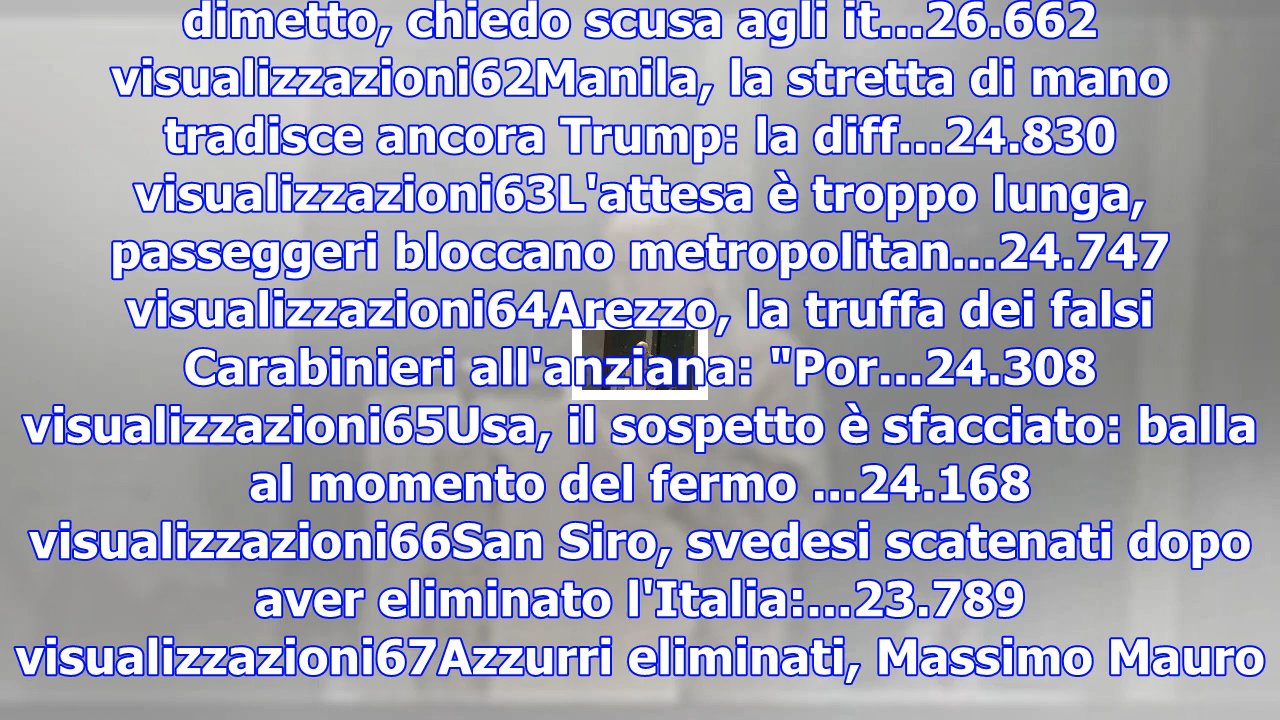 dimetto, chiedo scusa agli it...26.662
visualizzazioni62Manila, la stretta di mano
tradisce ancora Trump: la diff...24.830
visualizzazioni63L'attesa è troppo lunga,
passeggeri bloccano metropolitan...24.747
visualizzazioni64Arezzo, la truffa dei falsi
Carabinieri all'anziana: "Por...24.308
visualizzazioni65Usa, il sospetto è sfacciato: balla
al momento del fermo ...24.168
visualizzazioni66San Siro, svedesi scatenati dopo
aver eliminato l'Italia:...23.789
visualizzazioni67Azzurri eliminati, Massimo Mauro